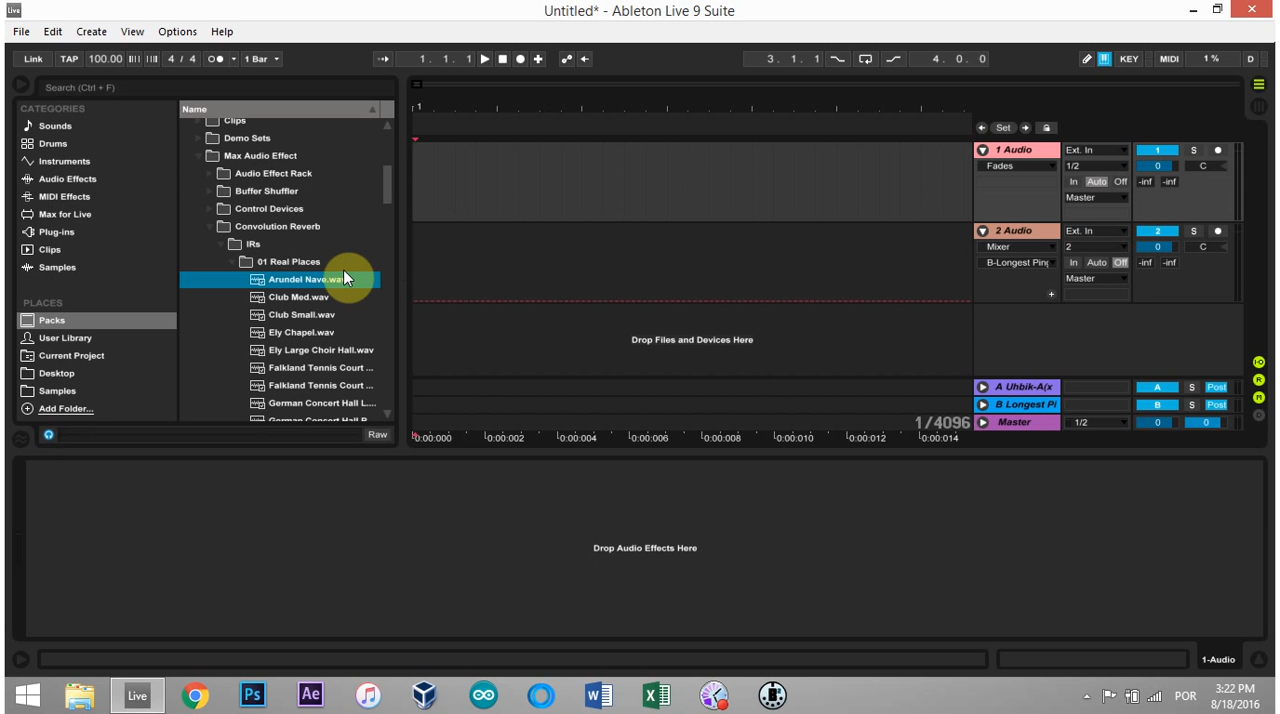 Live
Untitled* - Ableton Live 9 Suite
File Edit Create View Options Help
Link TAP 100.00 4 / 4 1 Bar 1. 1. 1 3. 1. 1 4. 0. 0 KEY MIDI 1 % D
Search (Ctrl + F)
CATEGORIES
Sounds
Drums
Instruments
Audio Effects
MIDI Effects
Max for Live
Plug-ins
Clips
Samples
PLACES
Packs
User Library
Current Project
Desktop
Samples
Add Folder...
Name
Clips
Demo Sets
Max Audio Effect
Audio Effect Rack
Buffer Shuffler
Control Devices
Convolution Reverb
IRs
01 Real Places
Arundel Nave.wav
Club Med.wav
Club Small.wav
Ely Chapel.wav
Ely Large Choir Hall.wav
Falkland Tennis Court ...
Falkland Tennis Court ...
German Concert Hall L....
Raw
1
Set
1 Audio Ext. In 1 S
Fades 1/2 0 C
In Auto Off -inf -inf
Master
2 Audio Ext. In 2 S
Mixer 2 0 C
B-Longest Ping In Auto Off -inf -inf
Master
Drop Files and Devices Here
A Uhbik-A(x A S Post
B Longest Pi B S Post
Master 1/2 0 0
1/4096
0:00:000 0:00:002 0:00:004 0:00:006 0:00:008 0:00:010 0:00:012 0:00:014
Drop Audio Effects Here
1-Audio
Live Ps Ae POR
3:22 PM
8/18/2016